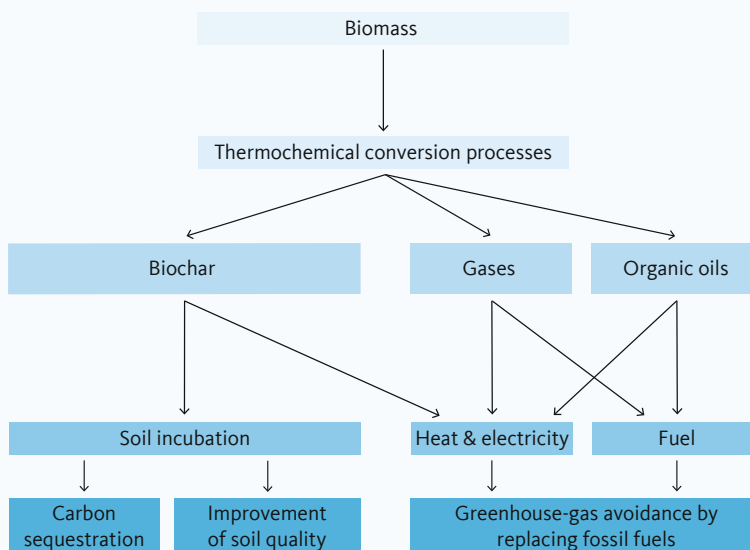 Biomass
Thermochemical conversion processes
Biochar
Gases
Organic oils
Soil incubation
Heat & electricity
Fuel
Carbon
sequestration
Improvement
of soil quality
Greenhouse-gas avoidance by
replacing fossil fuels